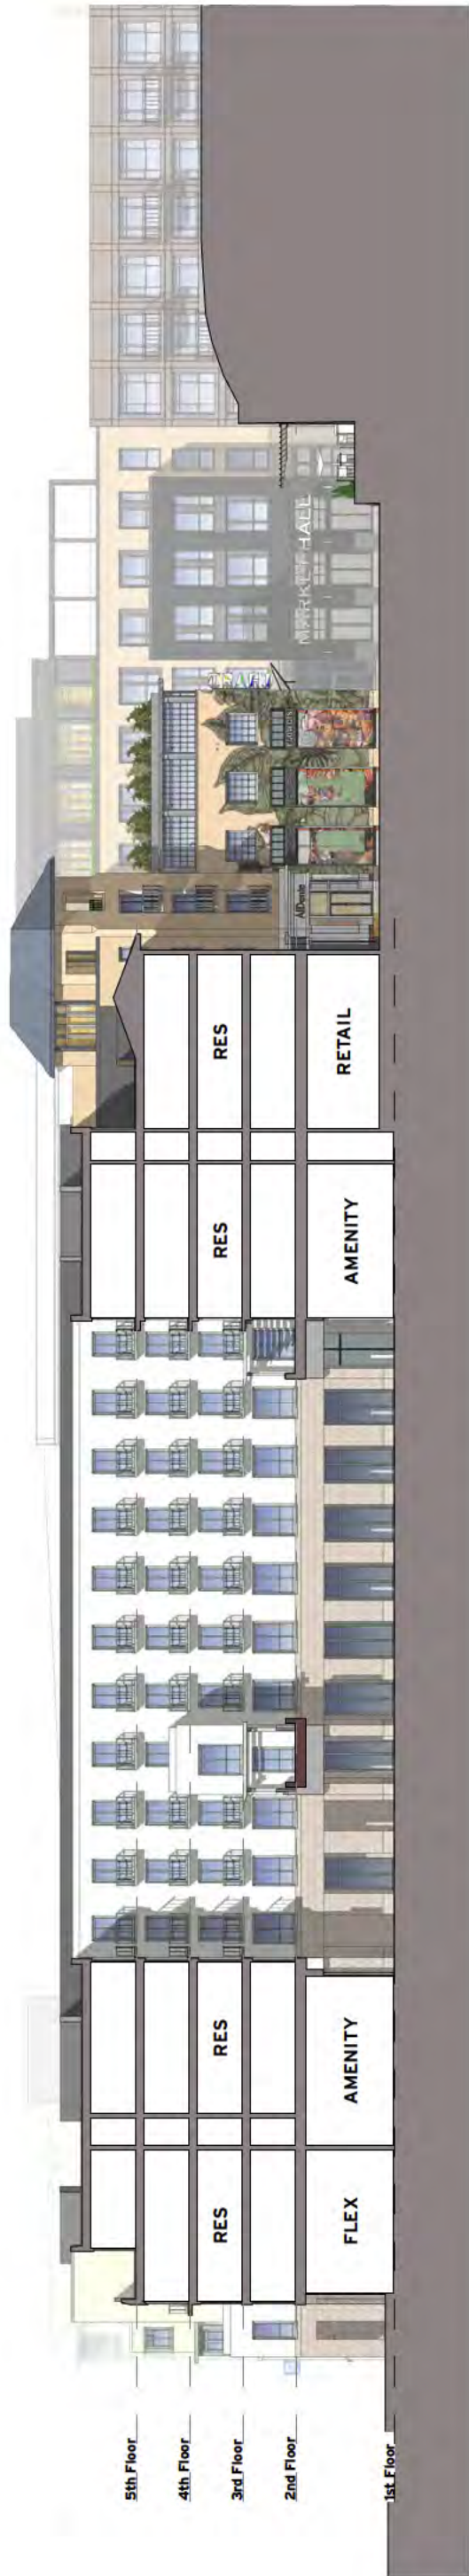 5th Floor
4th Floor
3rd Floor
2nd Floor
1st Floor
RES
FLEX
RES
AMENITY
RES
AMENITY
RES
RETAIL
AllDente
MARKET HALL